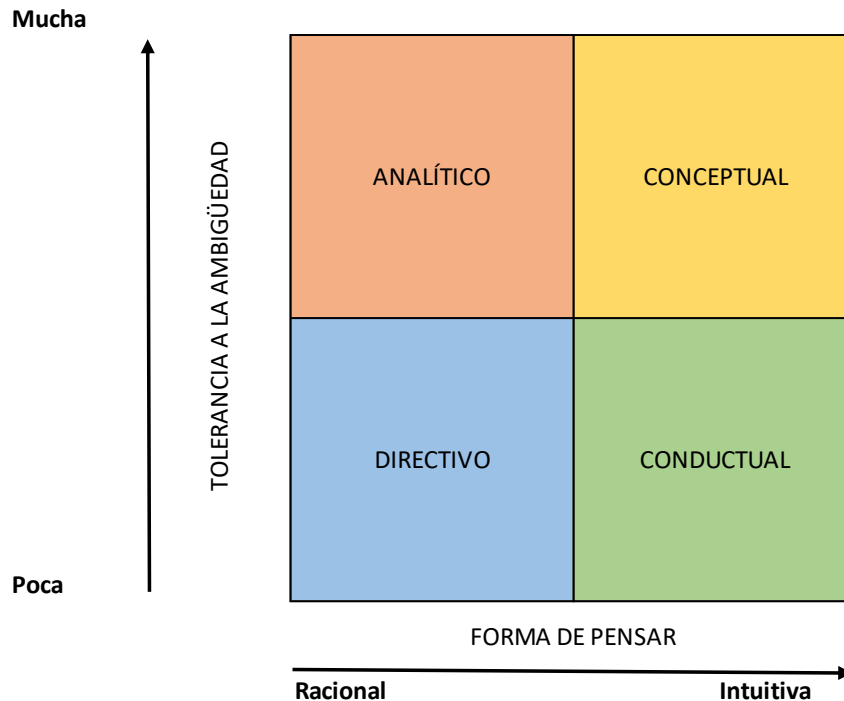 Mucha
TOLERANCIA A LA AMBIGÜEDAD
ANALÍTICO
CONCEPTUAL
DIRECTIVO
CONDUCTUAL
Poca
FORMA DE PENSAR
Racional
Intuitiva